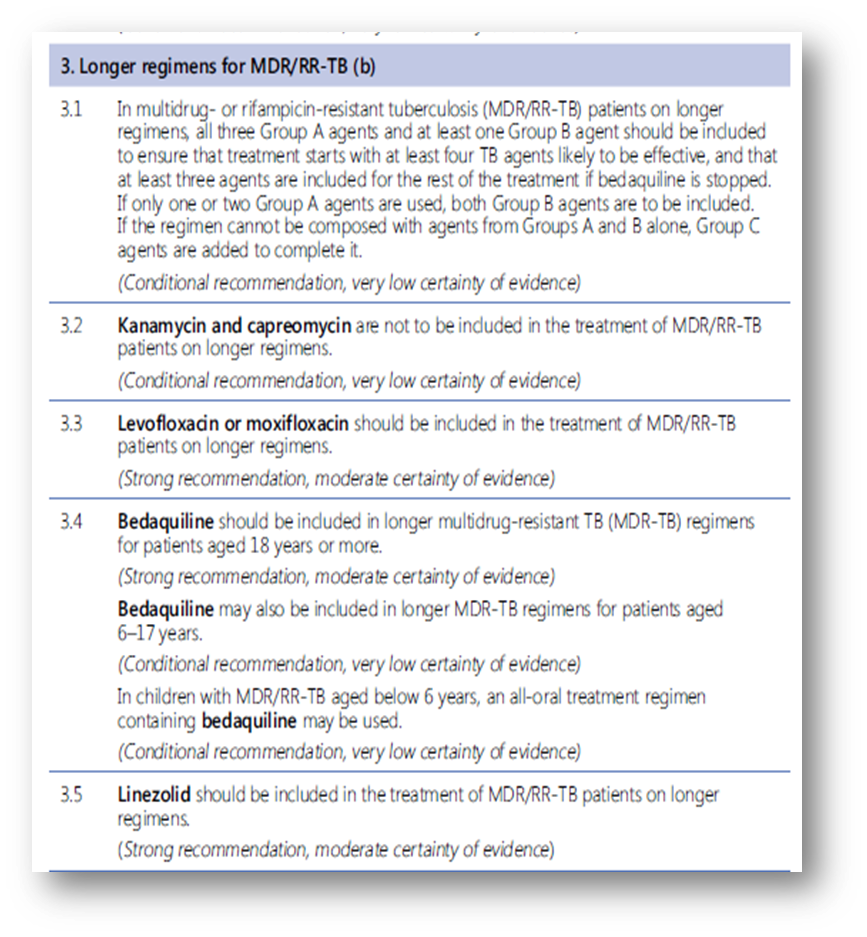 3. Longer regimens for MDR/RR-TB (b)
3.1 In multidrug- or rifampicin-resistant tuberculosis (MDR/RR-TB) patients on longer
regimens, all three Group A agents and at least one Group B agent should be included
to ensure that treatment starts with at least four TB agents likely to be effective, and that
at least three agents are included for the rest of the treatment if bedaquiline is stopped.
If only one or two Group A agents are used, both Group B agents are to be included.
If the regimen cannot be composed with agents from Groups A and B alone, Group C
agents are added to complete it.
(Conditional recommendation, very low certainty of evidence)
3.2 Kanamycin and capreomycin are not to be included in the treatment of MDR/RR-TB
patients on longer regimens.
(Conditional recommendation, very low certainty of evidence)
3.3 Levofloxacin or moxifloxacin should be included in the treatment of MDR/RR-TB
patients on longer regimens.
(Strong recommendation, moderate certainty of evidence)
3.4 Bedaquiline should be included in longer multidrug-resistant TB (MDR-TB) regimens
for patients aged 18 years or more.
(Strong recommendation, moderate certainty of evidence)
Bedaquiline may also be included in longer MDR-TB regimens for patients aged
6–17 years.
(Conditional recommendation, very low certainty of evidence)
In children with MDR/RR-TB aged below 6 years, an all-oral treatment regimen
containing bedaquiline may be used.
(Conditional recommendation, very low certainty of evidence)
3.5 Linezolid should be included in the treatment of MDR/RR-TB patients on longer
regimens.
(Strong recommendation, moderate certainty of evidence)